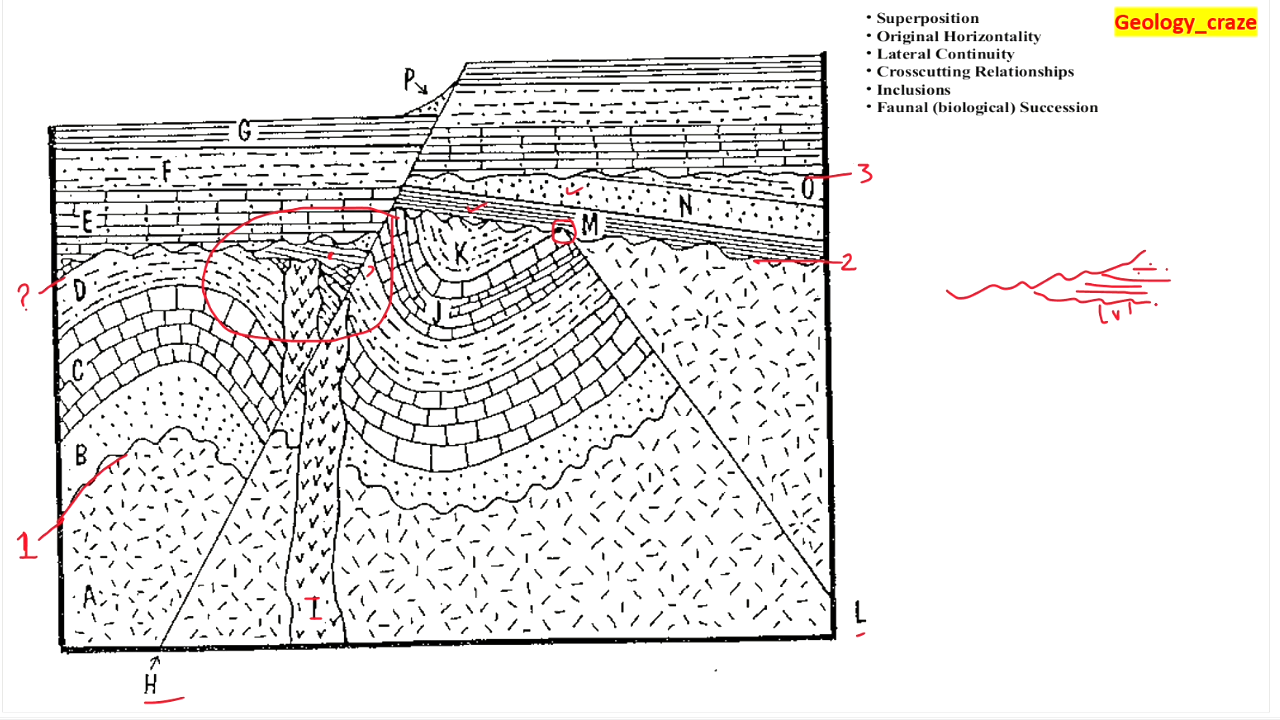 • Superposition
• Original Horizontality
• Lateral Continuity
• Crosscutting Relationships
• Inclusions
• Faunal (biological) Succession
Geology_craze
P
G
F
E
O
3
N
M
K
2
?
D
J
C
B
1
A
I
L
H